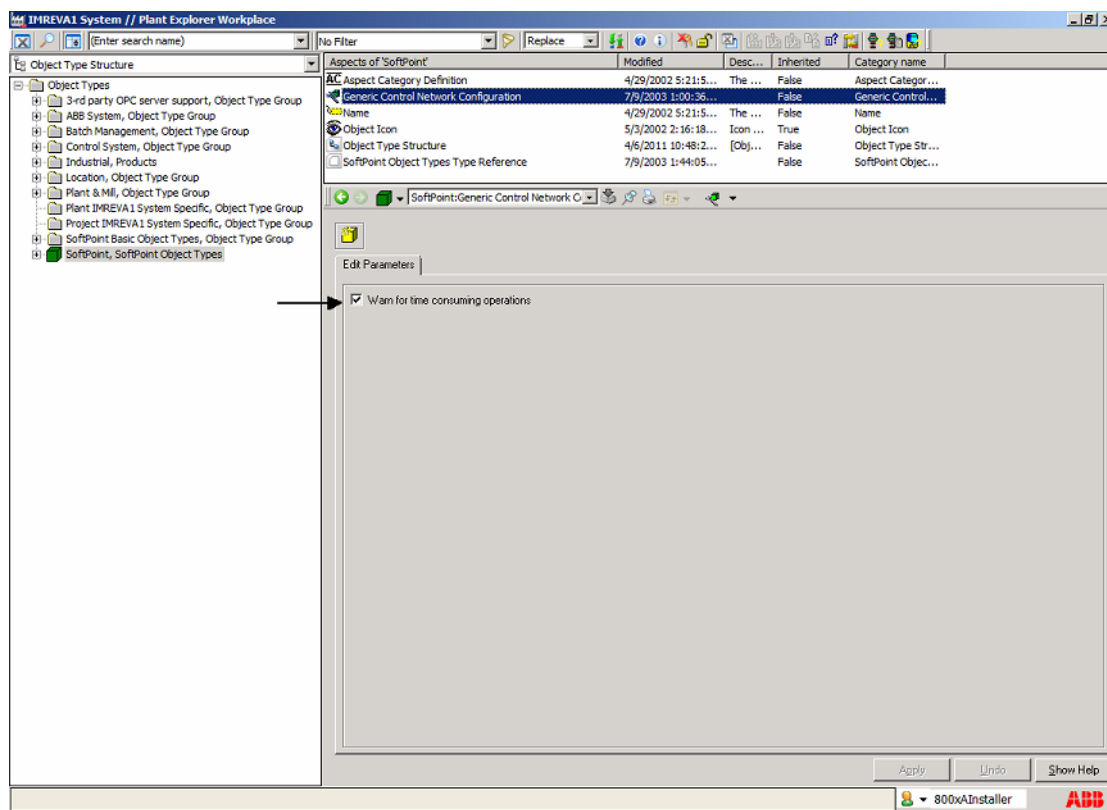 IMREVA1 System // Plant Explorer Workplace
(Enter search name)
No Filter
Replace
Object Type Structure
Object Types
3-rd party OPC server support, Object Type Group
ABB System, Object Type Group
Batch Management, Object Type Group
Control System, Object Type Group
Industrial, Products
Location, Object Type Group
Plant & Mill, Object Type Group
Plant IMREVA1 System Specific, Object Type Group
Project IMREVA1 System Specific, Object Type Group
SoftPoint Basic Object Types, Object Type Group
SoftPoint, SoftPoint Object Types
Aspects of 'SoftPoint' Modified Desc... Inherited Category name
Aspect Category Definition 4/29/2002 5:21:5... The ... False Aspect Categor...
Generic Control Network Configuration 7/9/2003 1:00:36... False Generic Control...
Name 4/29/2002 5:21:5... The ... False Name
Object Icon 5/3/2002 2:16:18... Icon ... True Object Icon
Object Type Structure 4/6/2011 10:48:2... [Obj... False Object Type Str...
SoftPoint Object Types Type Reference 7/9/2003 1:44:05... False SoftPoint Objec...
SoftPoint:Generic Control Network C
Edit Parameters
Warn for time consuming operations
Apply Undo Show Help
800xAInstaller ABB